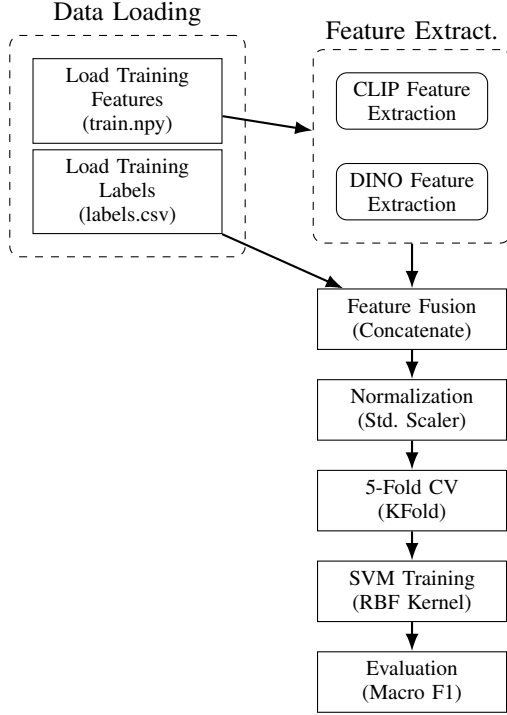 Data Loading
Load Training
Features
(train.npy)
Load Training
Labels
(labels.csv)
Feature Extract.
CLIP Feature
Extraction
DINO Feature
Extraction
Feature Fusion
(Concatenate)
Normalization
(Std. Scaler)
5-Fold CV
(KFold)
SVM Training
(RBF Kernel)
Evaluation
(Macro F1)